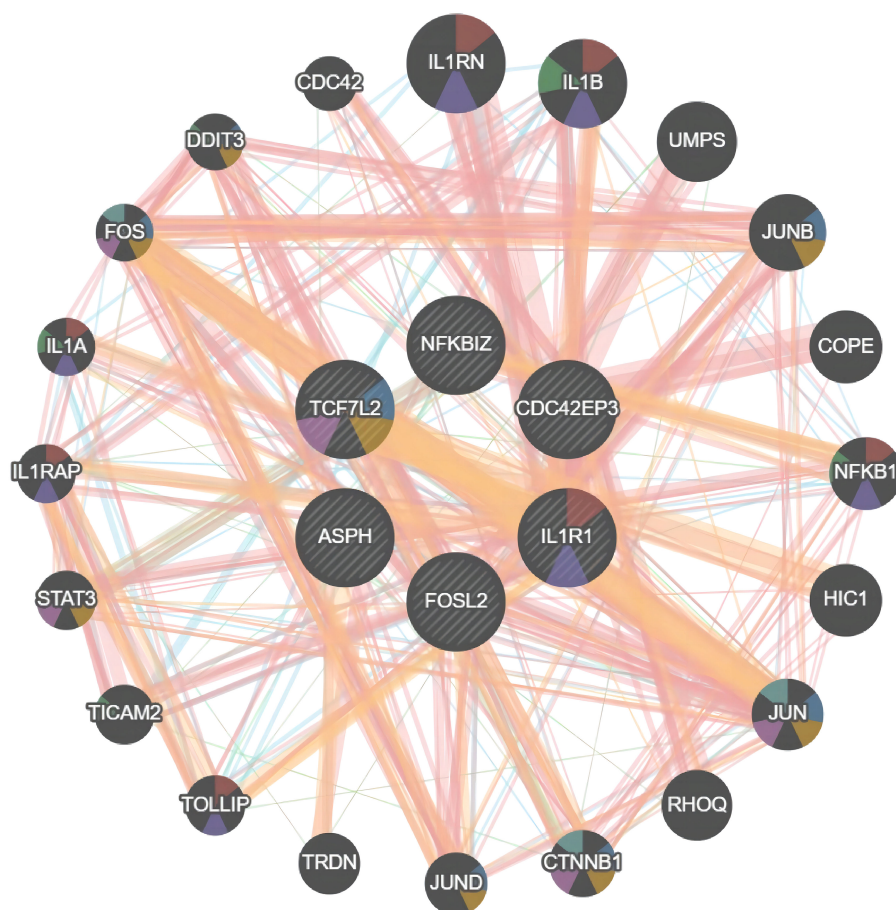 IL1RN
CDC42
IL1B
UMPS
DDIT3
FOS
JUNB
NFKBIZ
IL1A
COPE
TCF7L2
CDC42EP3
IL1RAP
NFKB1
ASPH
IL1R1
STAT3
FOSL2
HIC1
TICAM2
JUN
TOLLIP
RHOQ
TRDN
JUND
CTNNB1